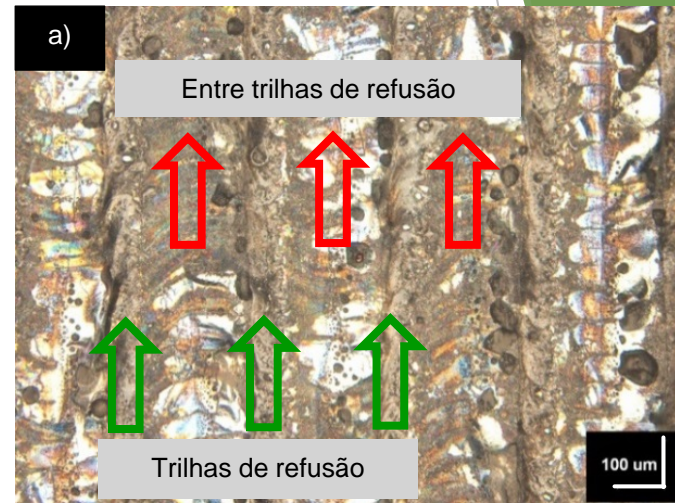 a)
Entre trilhas de refusão
Trilhas de refusão
100 um